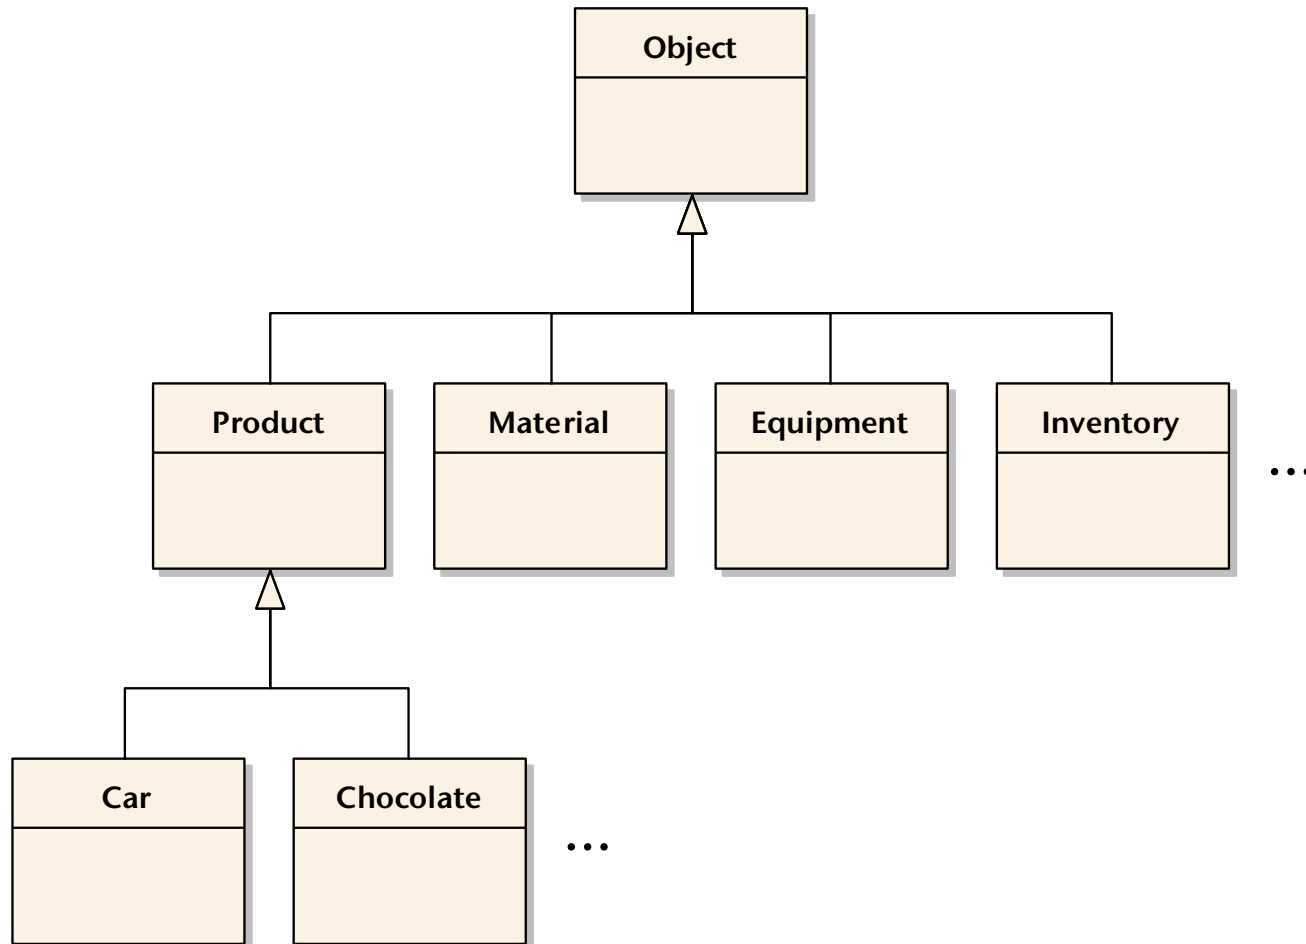 Object
Product
Material
Equipment
Inventory
...
Car
Chocolate
...